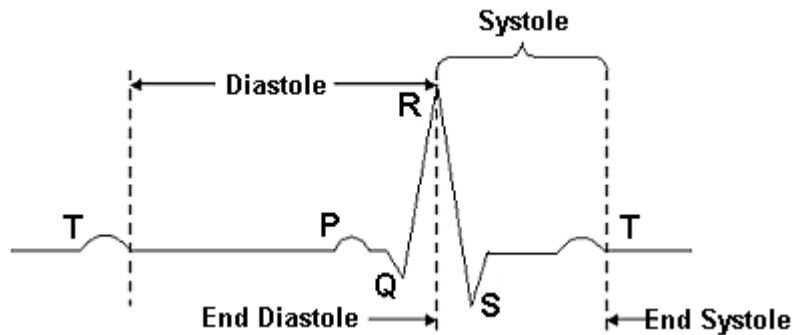 Systole
Diastole
R
T
P
T
Q
S
End Diastole
End Systole